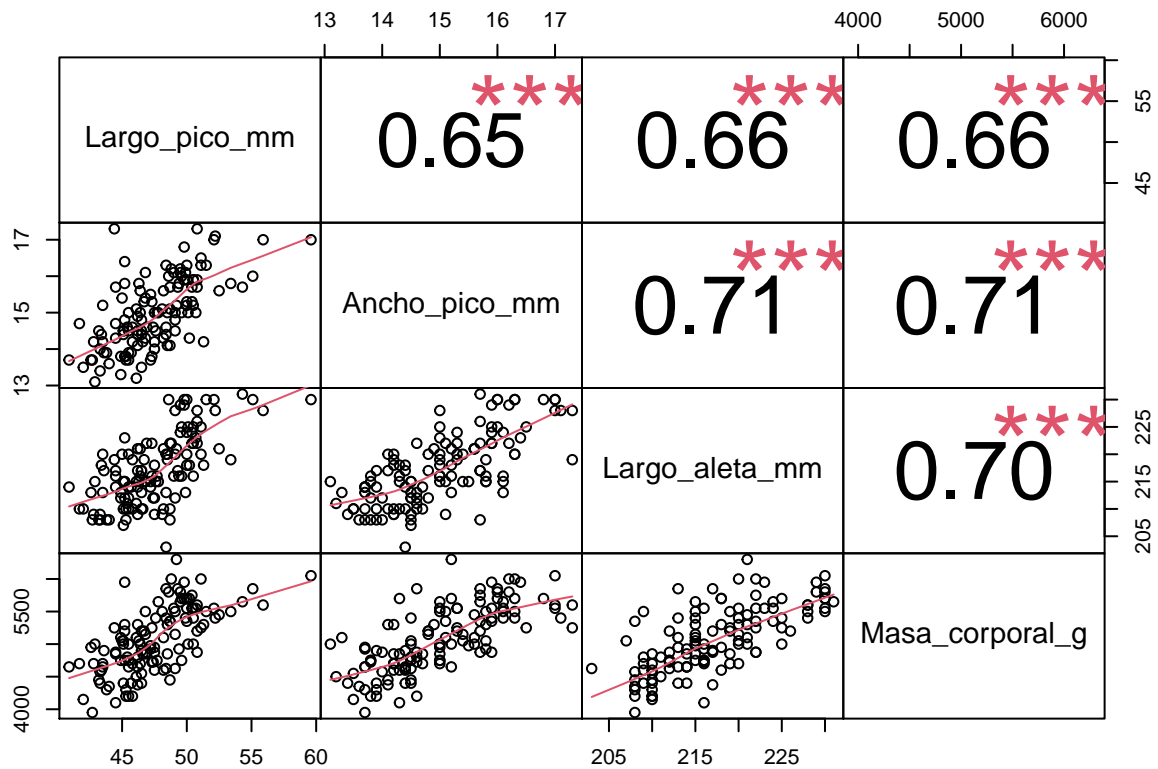 13 14 15 16 17 4000 5000 6000
Largo_pico_mm 0.65 *** 0.66 *** 0.66 *** 45 55
13 15 17 Ancho_pico_mm 0.71 *** 0.71 ***
Largo_aleta_mm 0.70 *** 205 215 225
4000 5500 Masa_corporal_g
45 50 55 60 205 215 225